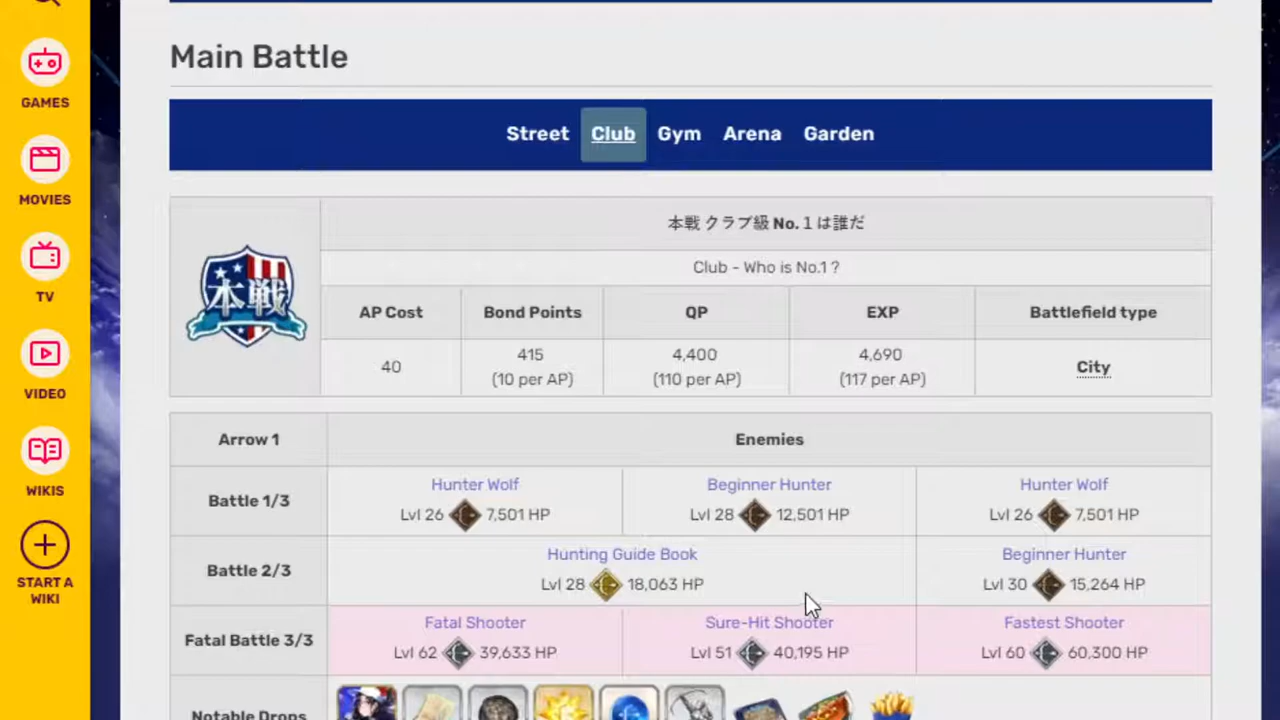 GAMES
MOVIES
TV
VIDEO
WIKIS
START A
WIKI
Main Battle
Street Club Gym Arena Garden
本戦
本戦 クラブ級 No.１は誰だ
Club - Who is No.1？
AP Cost Bond Points QP EXP Battlefield type
40 415 4,400 4,690 City
(10 per AP) (110 per AP) (117 per AP)
Arrow 1 Enemies
Battle 1/3
Hunter Wolf Beginner Hunter Hunter Wolf
Lvl 26 7,501 HP Lvl 28 12,501 HP Lvl 26 7,501 HP
Battle 2/3
Hunting Guide Book Beginner Hunter
Lvl 28 18,063 HP Lvl 30 15,264 HP
Fatal Battle 3/3
Fatal Shooter Sure-Hit Shooter Fastest Shooter
Lvl 62 39,633 HP Lvl 51 40,195 HP Lvl 60 60,300 HP
Notable Drops